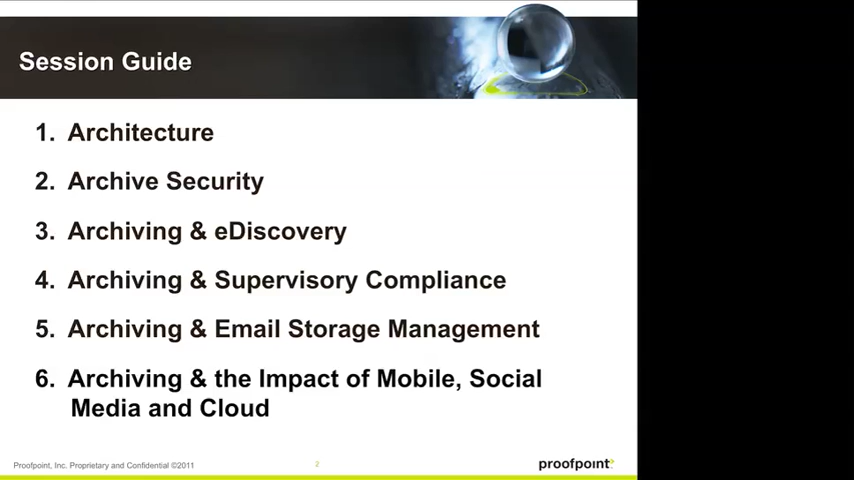 Session Guide
1. Architecture
2. Archive Security
3. Archiving & eDiscovery
4. Archiving & Supervisory Compliance
5. Archiving & Email Storage Management
6. Archiving & the Impact of Mobile, Social
Media and Cloud
Proofpoint, Inc. Proprietary and Confidential ©2011
2
proofpoint